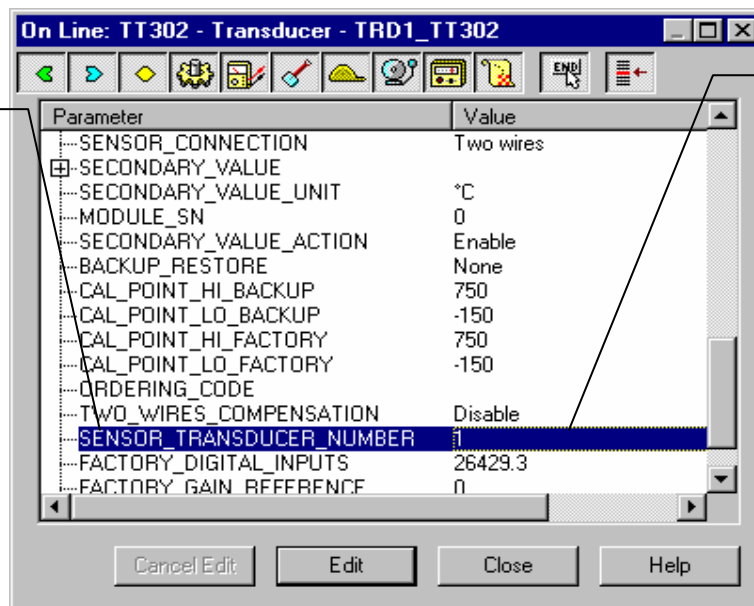 On Line: TT302 - Transducer - TRD1_TT302
END
Parameter Value
SENSOR_CONNECTION Two wires
SECONDARY_VALUE
SECONDARY_VALUE_UNIT °C
MODULE_SN 0
SECONDARY_VALUE_ACTION Enable
BACKUP_RESTORE None
CAL_POINT_HI_BACKUP 750
CAL_POINT_LO_BACKUP -150
CAL_POINT_HI_FACTORY 750
CAL_POINT_LO_FACTORY -150
ORDERING_CODE
TWO_WIRES_COMPENSATION Disable
SENSOR_TRANSDUCER_NUMBER 1
FACTORY_DIGITAL_INPUTS 26429.3
FACTORY_GAIN_REFERENCE 0
Cancel Edit Edit Close Help